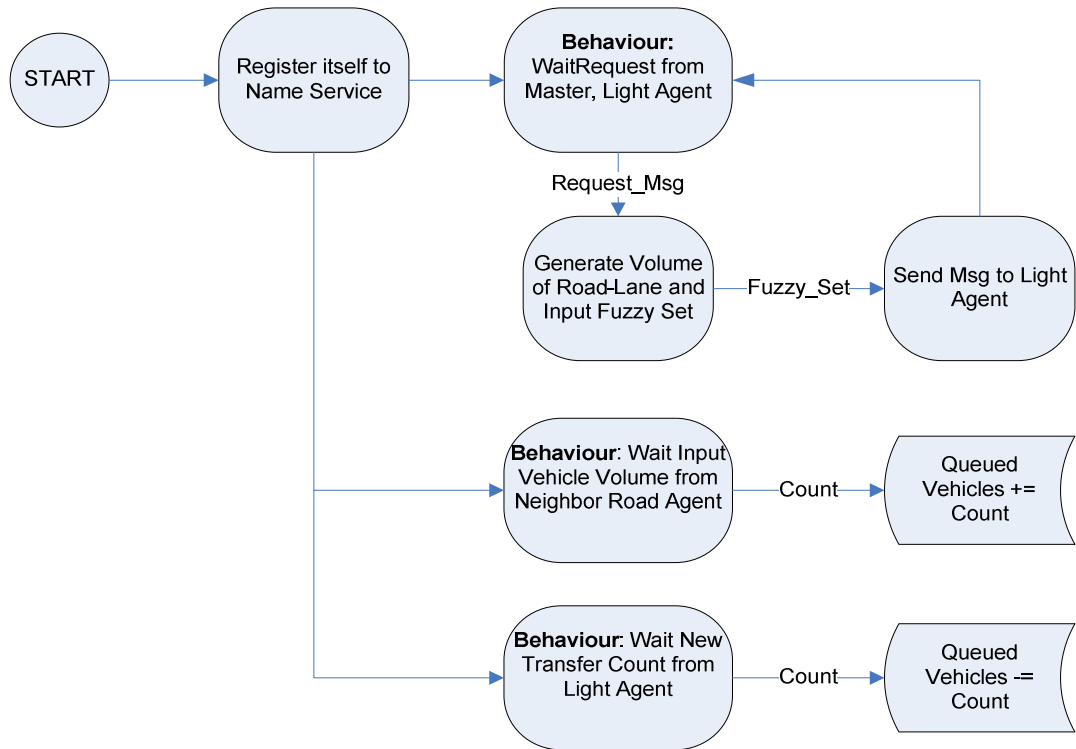 START
Register itself to
Name Service
Behaviour:
WaitRequest from
Master, Light Agent
Request_Msg
Generate Volume
of Road-Lane and
Input Fuzzy Set
Fuzzy_Set
Send Msg to Light
Agent
Behaviour: Wait Input
Vehicle Volume from
Neighbor Road Agent
Count
Queued
Vehicles +=
Count
Behaviour: Wait New
Transfer Count from
Light Agent
Count
Queued
Vehicles -=
Count